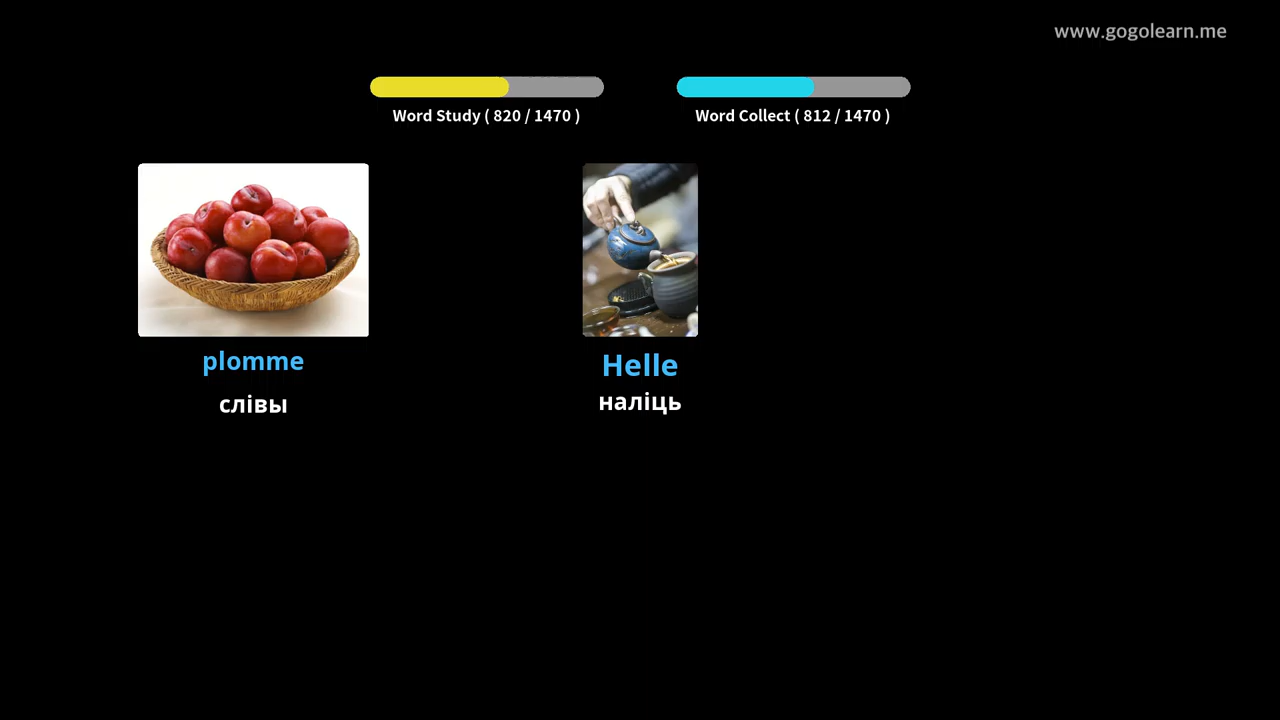 www.gogolearn.me
Word Study ( 820 / 1470 )
Word Collect ( 812 / 1470 )
plomme
слівы
Helle
наліць